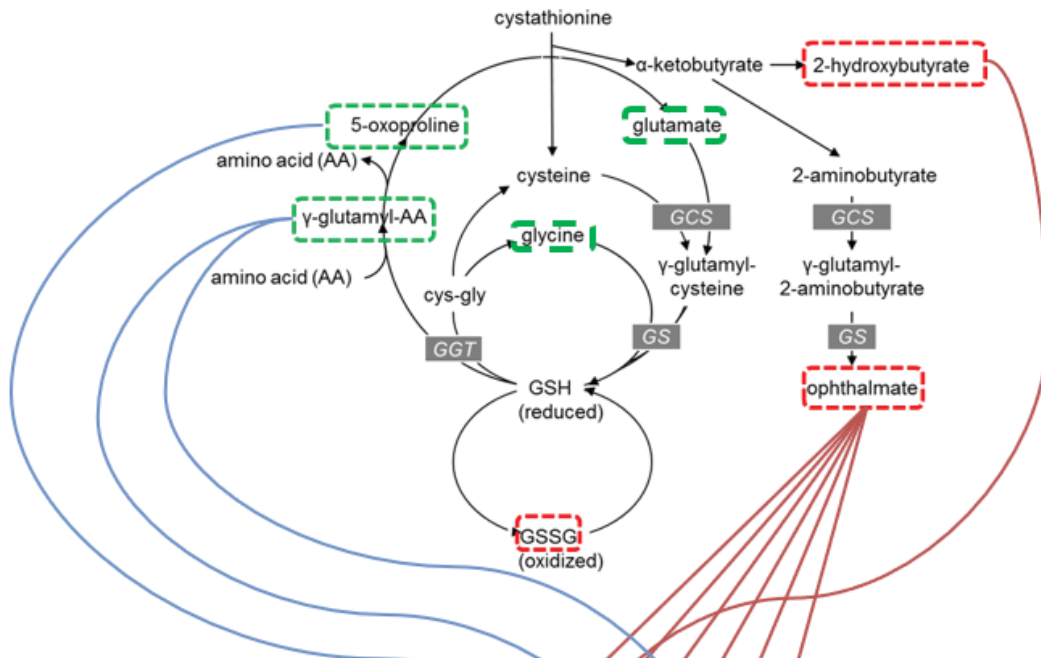 cystathionine
α-ketobutyrate
2-hydroxybutyrate
5-oxoproline
glutamate
amino acid (AA)
cysteine
2-aminobutyrate
γ-glutamyl-AA
GCS
GCS
glycine
amino acid (AA)
cys-gly
γ-glutamyl-
cysteine
γ-glutamyl-
2-aminobutyrate
GGT
GS
GS
GSH
(reduced)
ophthalmate
GSSG
(oxidized)